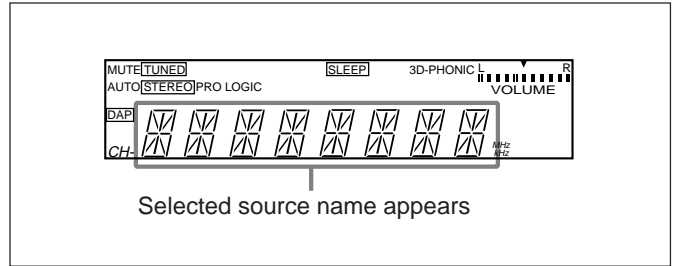 MUTE TUNED SLEEP 3D-PHONIC L R
AUTO STEREO PRO LOGIC VOLUME
DAP
CH-
MHz
kHz
Selected source name appears